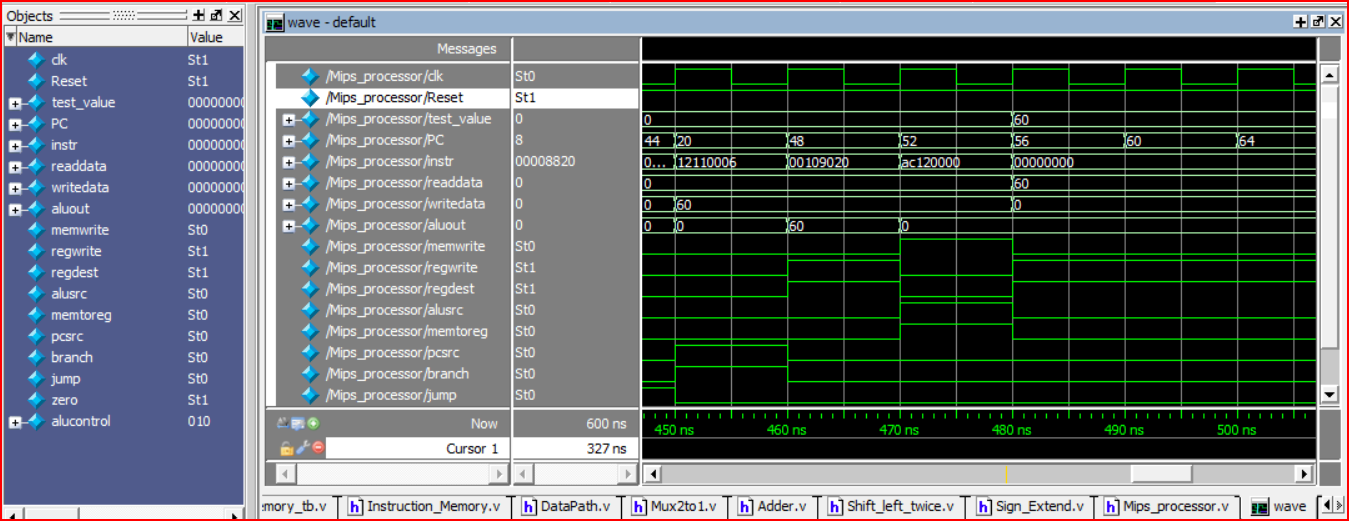 Objects
Name Value
clk St1
Reset St1
test_value 00000000
PC 00000000
instr 00000000
readdata 00000000
writedata 00000000
aluout 00000000
memwrite St0
regwrite St1
regdest St1
alusrc St0
memtoreg St0
pcsrc St0
branch St0
jump St0
zero St1
alucontrol 010
wave - default
Messages
/Mips_processor/clk St0
/Mips_processor/Reset St1
/Mips_processor/test_value 0 0 60
/Mips_processor/PC 8 44 20 48 52 56 60 64
/Mips_processor/instr 00008820 0... 12110006 00109020 ac120000 00000000
/Mips_processor/readdata 0 0 60
/Mips_processor/writedata 0 0 60 0
/Mips_processor/aluout 0 0 0 60 0
/Mips_processor/memwrite St0
/Mips_processor/regwrite St1
/Mips_processor/regdest St1
/Mips_processor/alusrc St0
/Mips_processor/memtoreg St0
/Mips_processor/pcsrc St0
/Mips_processor/branch St0
/Mips_processor/jump St0
Now 600 ns 450 ns 460 ns 470 ns 480 ns 490 ns 500 ns
Cursor 1 327 ns
emory_tb.v Instruction_Memory.v DataPath.v Mux2to1.v Adder.v Shift_left_twice.v Sign_Extend.v Mips_processor.v wave